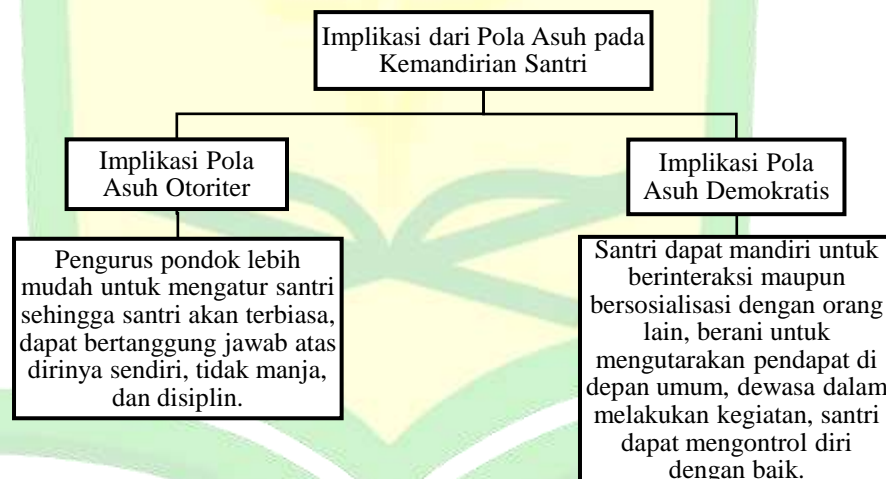 Implikasi dari Pola Asuh pada
Kemandirian Santri
Implikasi Pola
Asuh Otoriter
Implikasi Pola
Asuh Demokratis
Pengurus pondok lebih
mudah untuk mengatur santri
sehingga santri akan terbiasa,
dapat bertanggung jawab atas
dirinya sendiri, tidak manja,
dan disiplin.
Santri dapat mandiri untuk
berinteraksi maupun
bersosialisasi dengan orang
lain, berani untuk
mengutarakan pendapat di
depan umum, dewasa dalam
melakukan kegiatan, santri
dapat mengontrol diri
dengan baik.